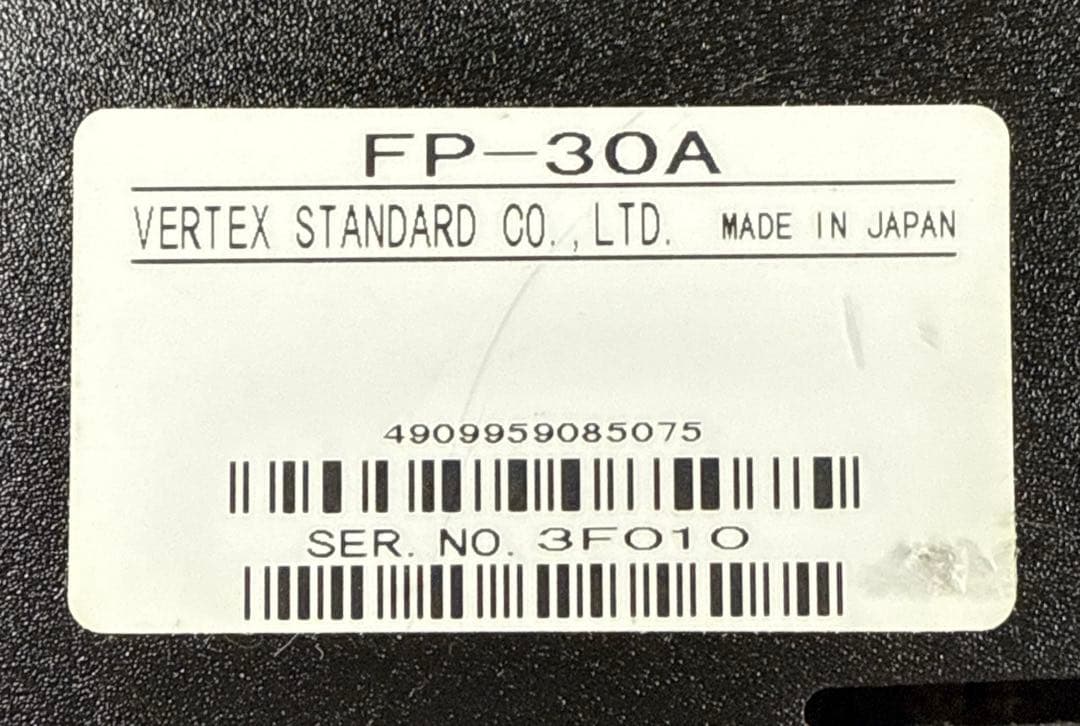 FP-30A
VERTEX STANDARD CO., LTD. MADE IN JAPAN
4909959085075
SER. NO. 3F010